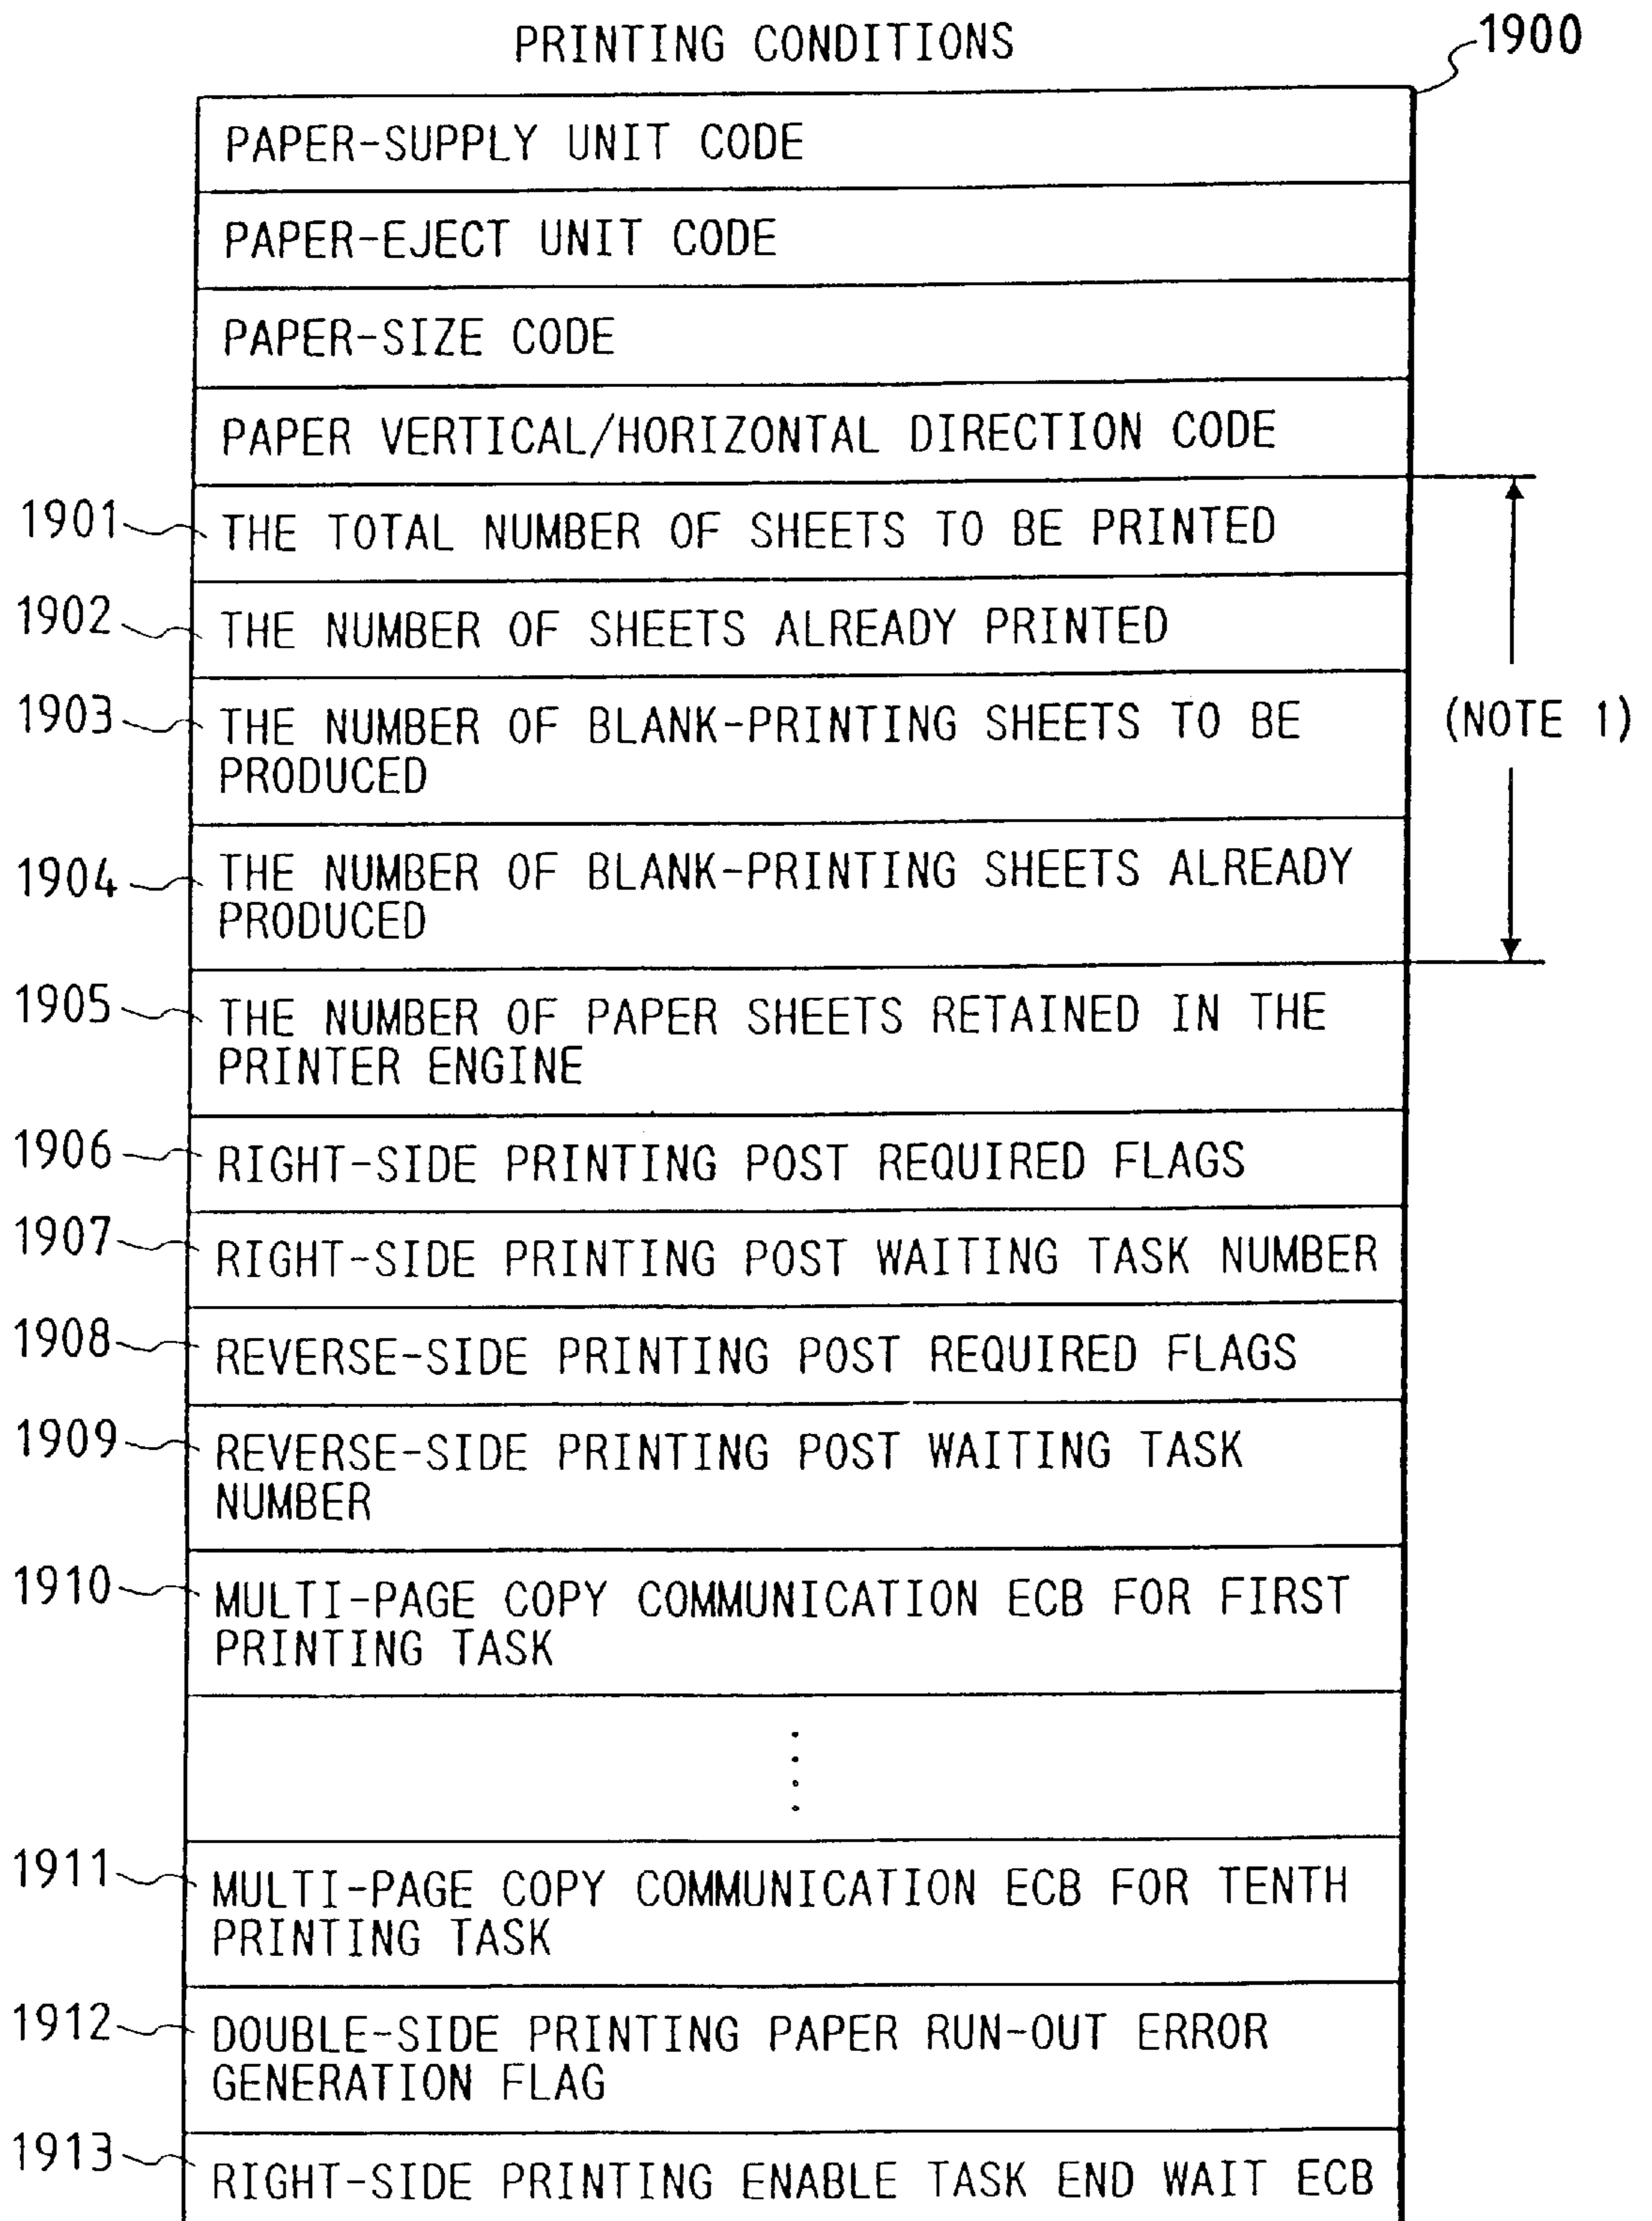 PRINTING CONDITIONS
1900
PAPER-SUPPLY UNIT CODE
PAPER-EJECT UNIT CODE
PAPER-SIZE CODE
PAPER VERTICAL/HORIZONTAL DIRECTION CODE
1901
THE TOTAL NUMBER OF SHEETS TO BE PRINTED
1902
THE NUMBER OF SHEETS ALREADY PRINTED
1903
THE NUMBER OF BLANK-PRINTING SHEETS TO BE
PRODUCED
(NOTE 1)
1904
THE NUMBER OF BLANK-PRINTING SHEETS ALREADY
PRODUCED
1905
THE NUMBER OF PAPER SHEETS RETAINED IN THE
PRINTER ENGINE
1906
RIGHT-SIDE PRINTING POST REQUIRED FLAGS
1907
RIGHT-SIDE PRINTING POST WAITING TASK NUMBER
1908
REVERSE-SIDE PRINTING POST REQUIRED FLAGS
1909
REVERSE-SIDE PRINTING POST WAITING TASK
NUMBER
1910
MULTI-PAGE COPY COMMUNICATION ECB FOR FIRST
PRINTING TASK
1911
MULTI-PAGE COPY COMMUNICATION ECB FOR TENTH
PRINTING TASK
1912
DOUBLE-SIDE PRINTING PAPER RUN-OUT ERROR
GENERATION FLAG
1913
RIGHT-SIDE PRINTING ENABLE TASK END WAIT ECB